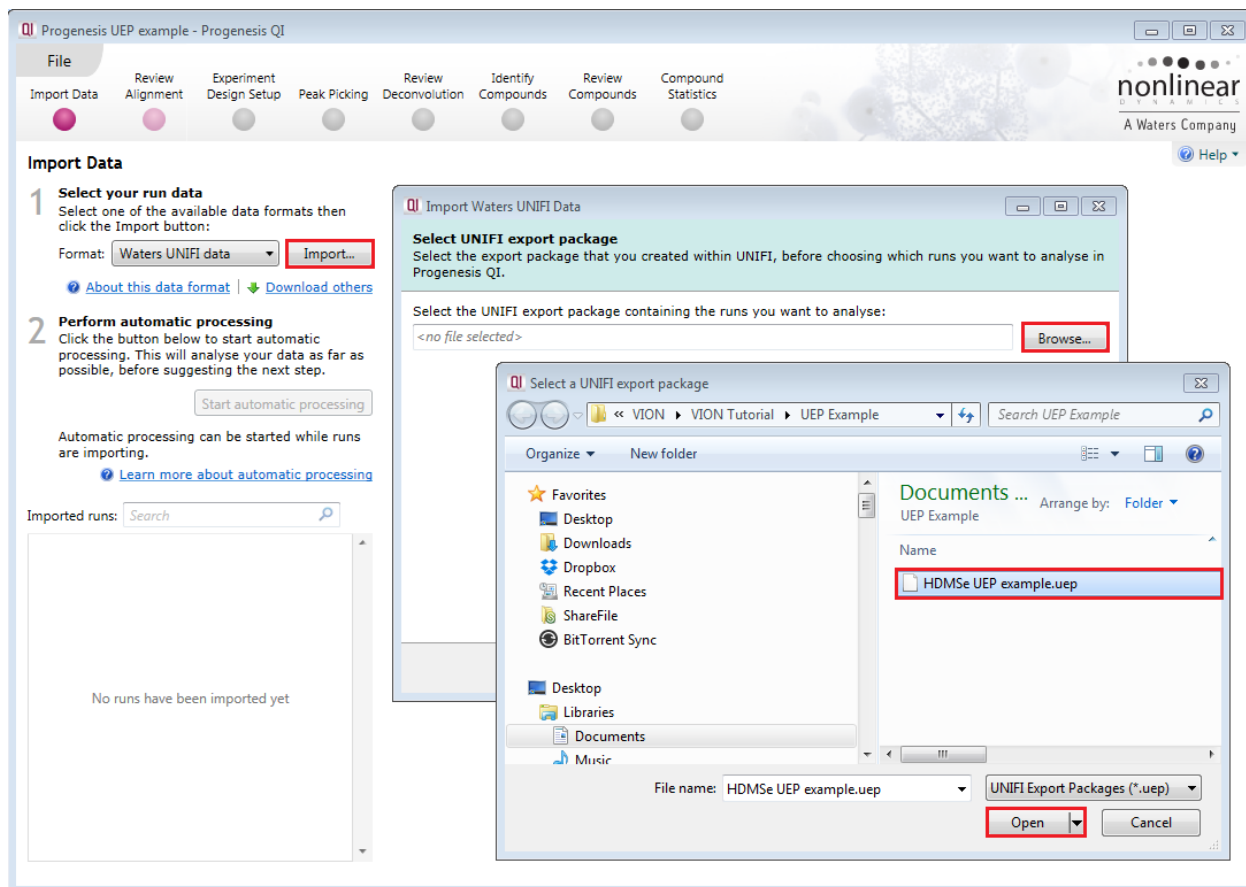 Progenesis UEP example - Progenesis QI
File
Import Data
Review
Alignment
Experiment
Design Setup
Peak Picking
Review
Deconvolution
Identify
Compounds
Review
Compounds
Compound
Statistics
nonlinear
DYNAMICS
A Waters Company
Help
Import Data
1
Select your run data
Select one of the available data formats then
click the Import button:
Format: Waters UNIFI data Import...
About this data format | Download others
2
Perform automatic processing
Click the button below to start automatic
processing. This will analyse your data as far as
possible, before suggesting the next step.
Start automatic processing
Automatic processing can be started while runs
are importing.
Learn more about automatic processing
Imported runs: Search
No runs have been imported yet
Import Waters UNIFI Data
Select UNIFI export package
Select the export package that you created within UNIFI, before choosing which runs you want to analyse in
Progenesis QI.
Select the UNIFI export package containing the runs you want to analyse:
<no file selected> Browse...
Select a UNIFI export package
« VION ▸ VION Tutorial ▸ UEP Example
Search UEP Example
Organize New folder
Favorites
Desktop
Downloads
Dropbox
Recent Places
ShareFile
BitTorrent Sync
Desktop
Libraries
Documents
Music
Documents ...
UEP Example
Arrange by: Folder
Name
HDMSe UEP example.uep
File name: HDMSe UEP example.uep UNIFI Export Packages (*.uep)
Open Cancel